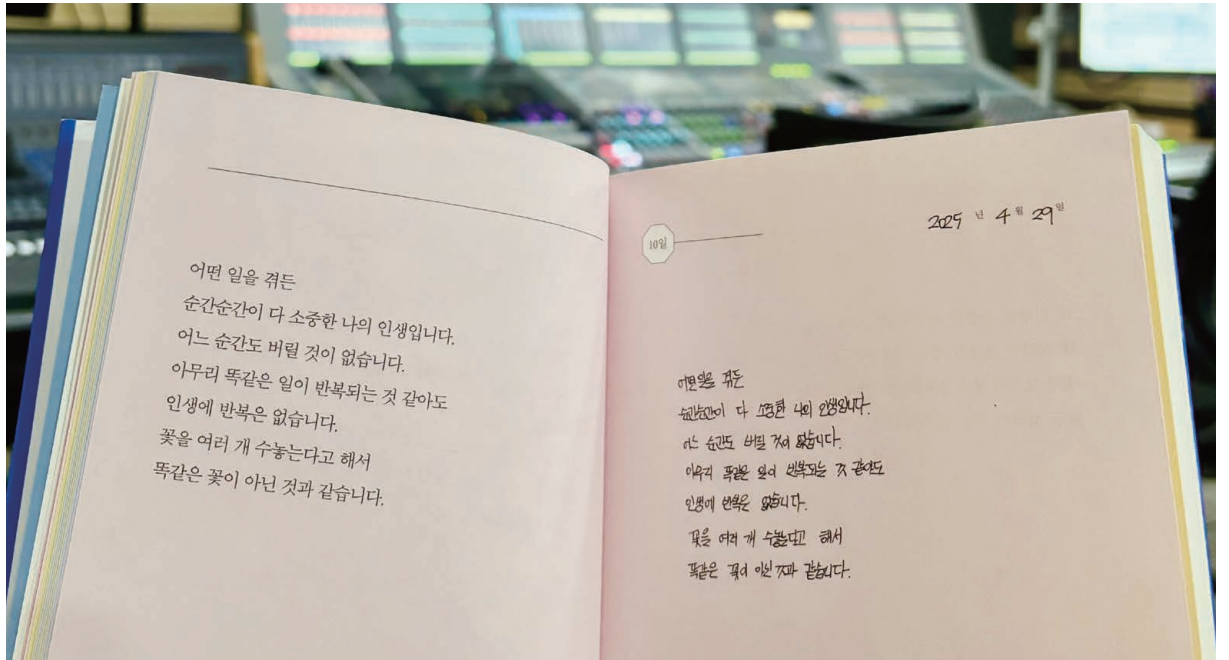 어떤 일을 겪든
순간순간이 다 소중한 나의 인생입니다.
어느 순간도 버릴 것이 없습니다.
아무리 똑같은 일이 반복되는 것 같아도
인생에 반복은 없습니다.
꽃을 여러 개 수놓는다고 해서
똑같은 꽃이 아닌 것과 같습니다.
10일
2025 년 4 월 29 일
어떤일을 겪든
순간순간이 다 소중한 나의 인생입니다.
어느 순간도 버릴 것이 없습니다.
아무리 똑같은 일이 반복되는 것 같아도
인생에 반복은 없습니다.
꽃을 여러 개 수놓는다고 해서
똑같은 꽃이 아닌 것과 같습니다.